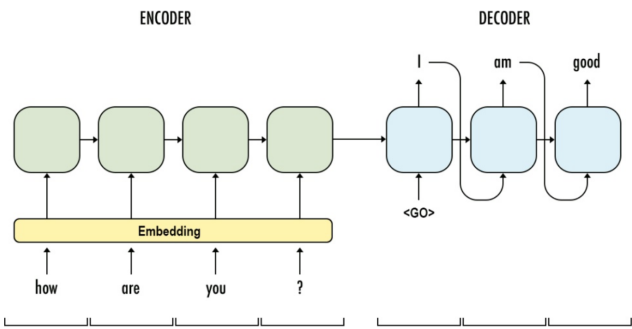 ENCODER DECODER
I am good
<GO>
Embedding
how are you ?